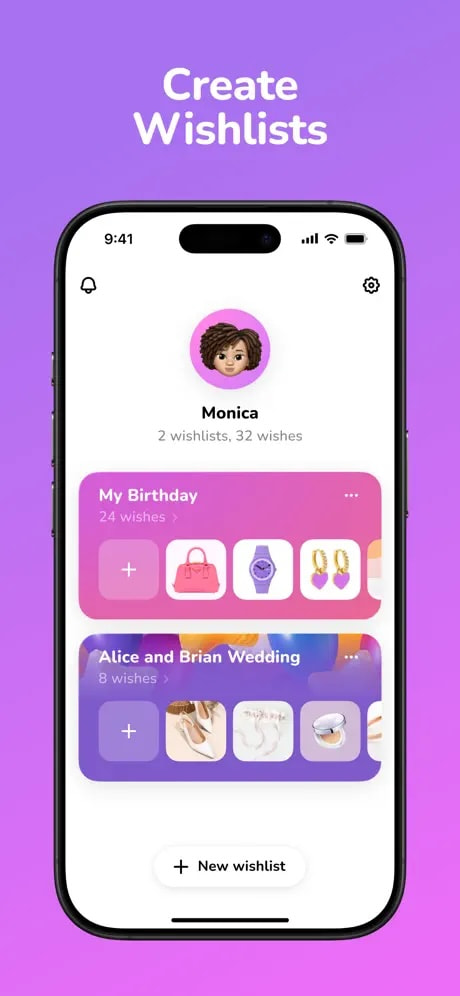 Create
Wishlists
9:41
Monica
2 wishlists, 32 wishes
My Birthday
24 wishes
Alice and Brian Wedding
8 wishes
+ New wishlist